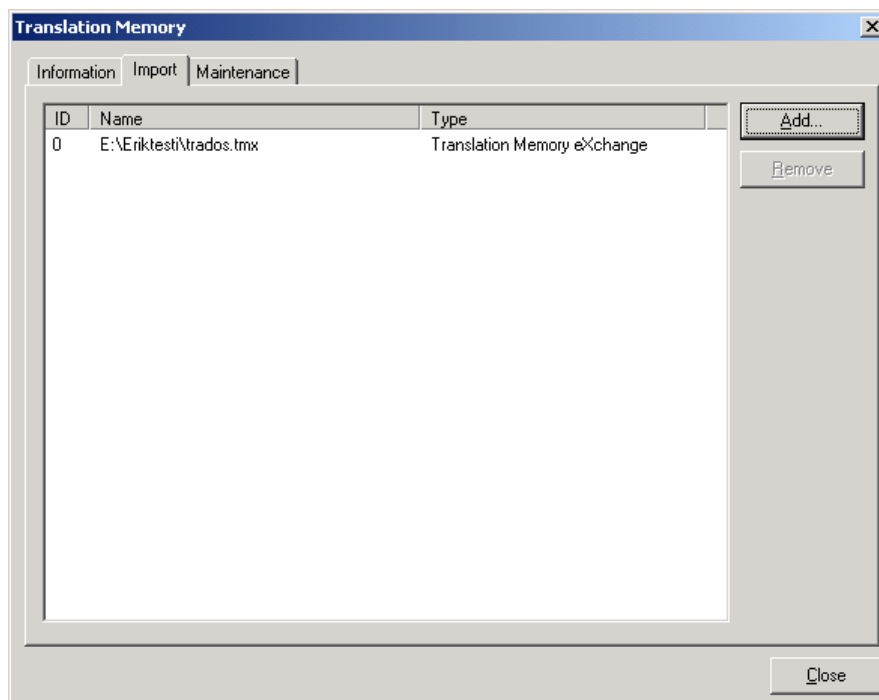 Translation Memory
Information Import Maintenance
ID Name Type
0 E:\Eriktesti\trados.tmx Translation Memory eXchange
Add...
Remove
Close